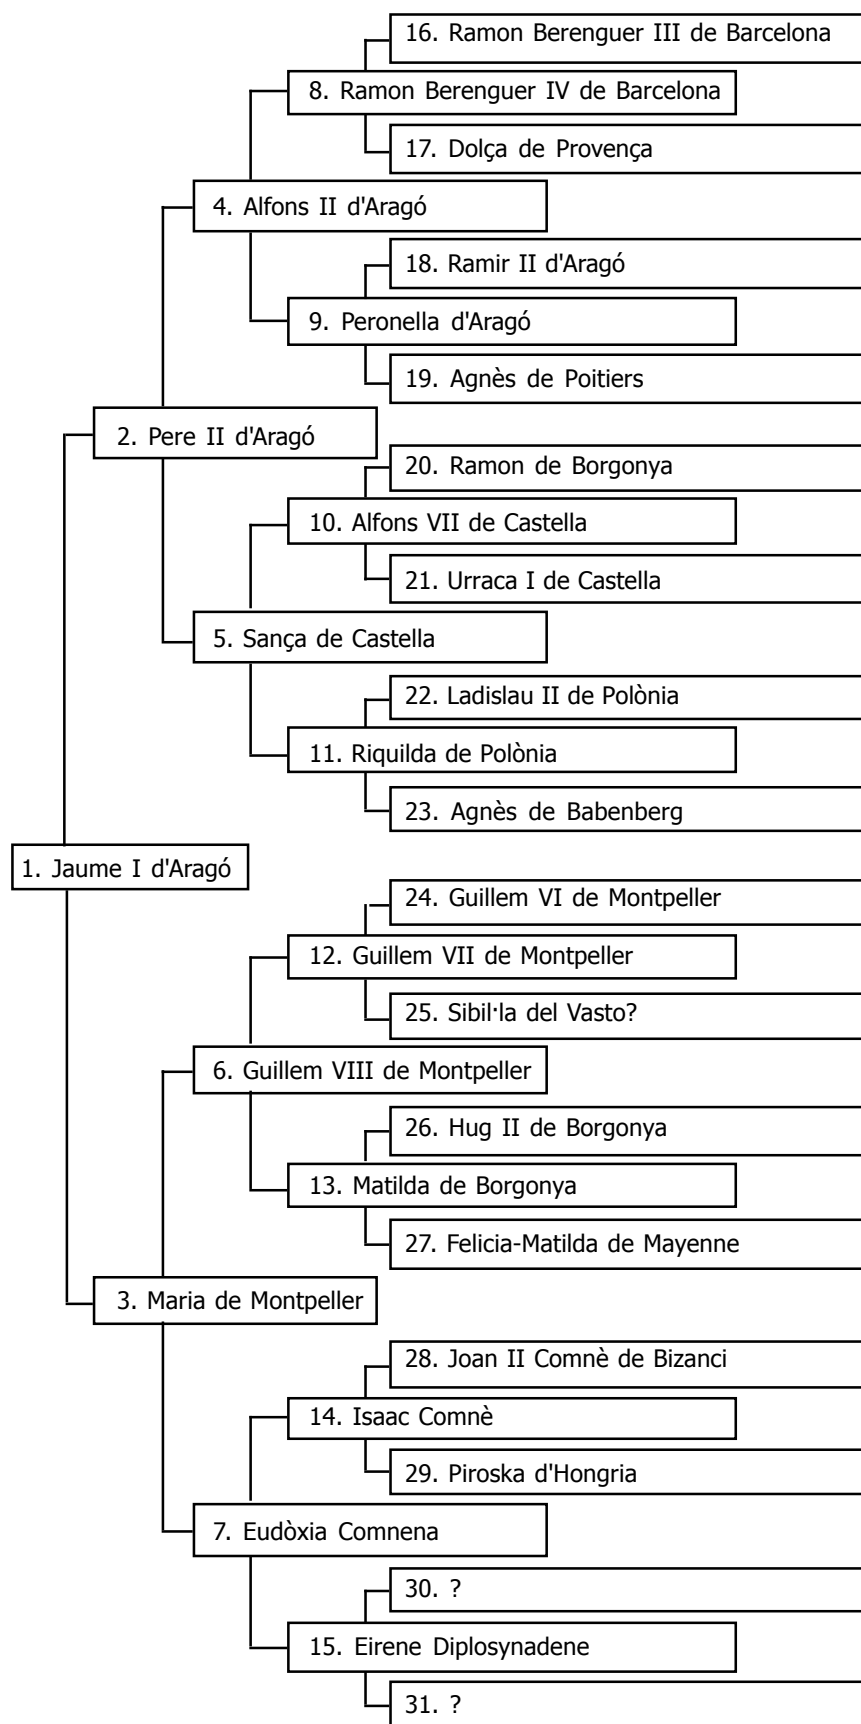 16. Ramon Berenguer III de Barcelona
8. Ramon Berenguer IV de Barcelona
17. Dolça de Provença
4. Alfons II d'Aragó
18. Ramir II d'Aragó
9. Peronella d'Aragó
19. Agnès de Poitiers
2. Pere II d'Aragó
20. Ramon de Borgonya
10. Alfons VII de Castella
21. Urraca I de Castella
5. Sança de Castella
22. Ladislau II de Polònia
11. Riquilda de Polònia
23. Agnès de Babenberg
1. Jaume I d'Aragó
24. Guillem VI de Montpeller
12. Guillem VII de Montpeller
25. Sibil·la del Vasto?
6. Guillem VIII de Montpeller
26. Hug II de Borgonya
13. Matilda de Borgonya
27. Felicia-Matilda de Mayenne
3. Maria de Montpeller
28. Joan II Comnè de Bizanci
14. Isaac Comnè
29. Piroska d'Hongria
7. Eudòxia Comnena
30. ?
15. Eirene Diplosynadene
31. ?